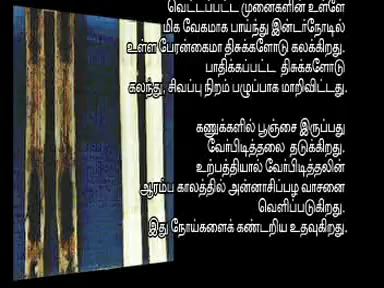 வெட்டப்பட்ட முனைகளின் உள்ளே
மிக வேகமாக பாய்ந்து இன்டர்நோடில்
உள்ள பேரன்கைமா திசுக்களோடு கலக்கிறது.
பாதிக்கப்பட்ட திசுக்களோடு
கலந்து, சிவப்பு நிறம் பழுப்பாக மாறிவிட்டது.
கணுக்களில் பூஞ்சை இருப்பது
வேர்பிடித்தலை தடுக்கிறது.
உற்பத்தியால் வேர்பிடித்தலின்
ஆரம்ப காலத்தில் அன்னாசிப்பழ வாசனை
வெளிப்படுகிறது.
இது நோய்களைக் கண்டறிய உதவுகிறது.